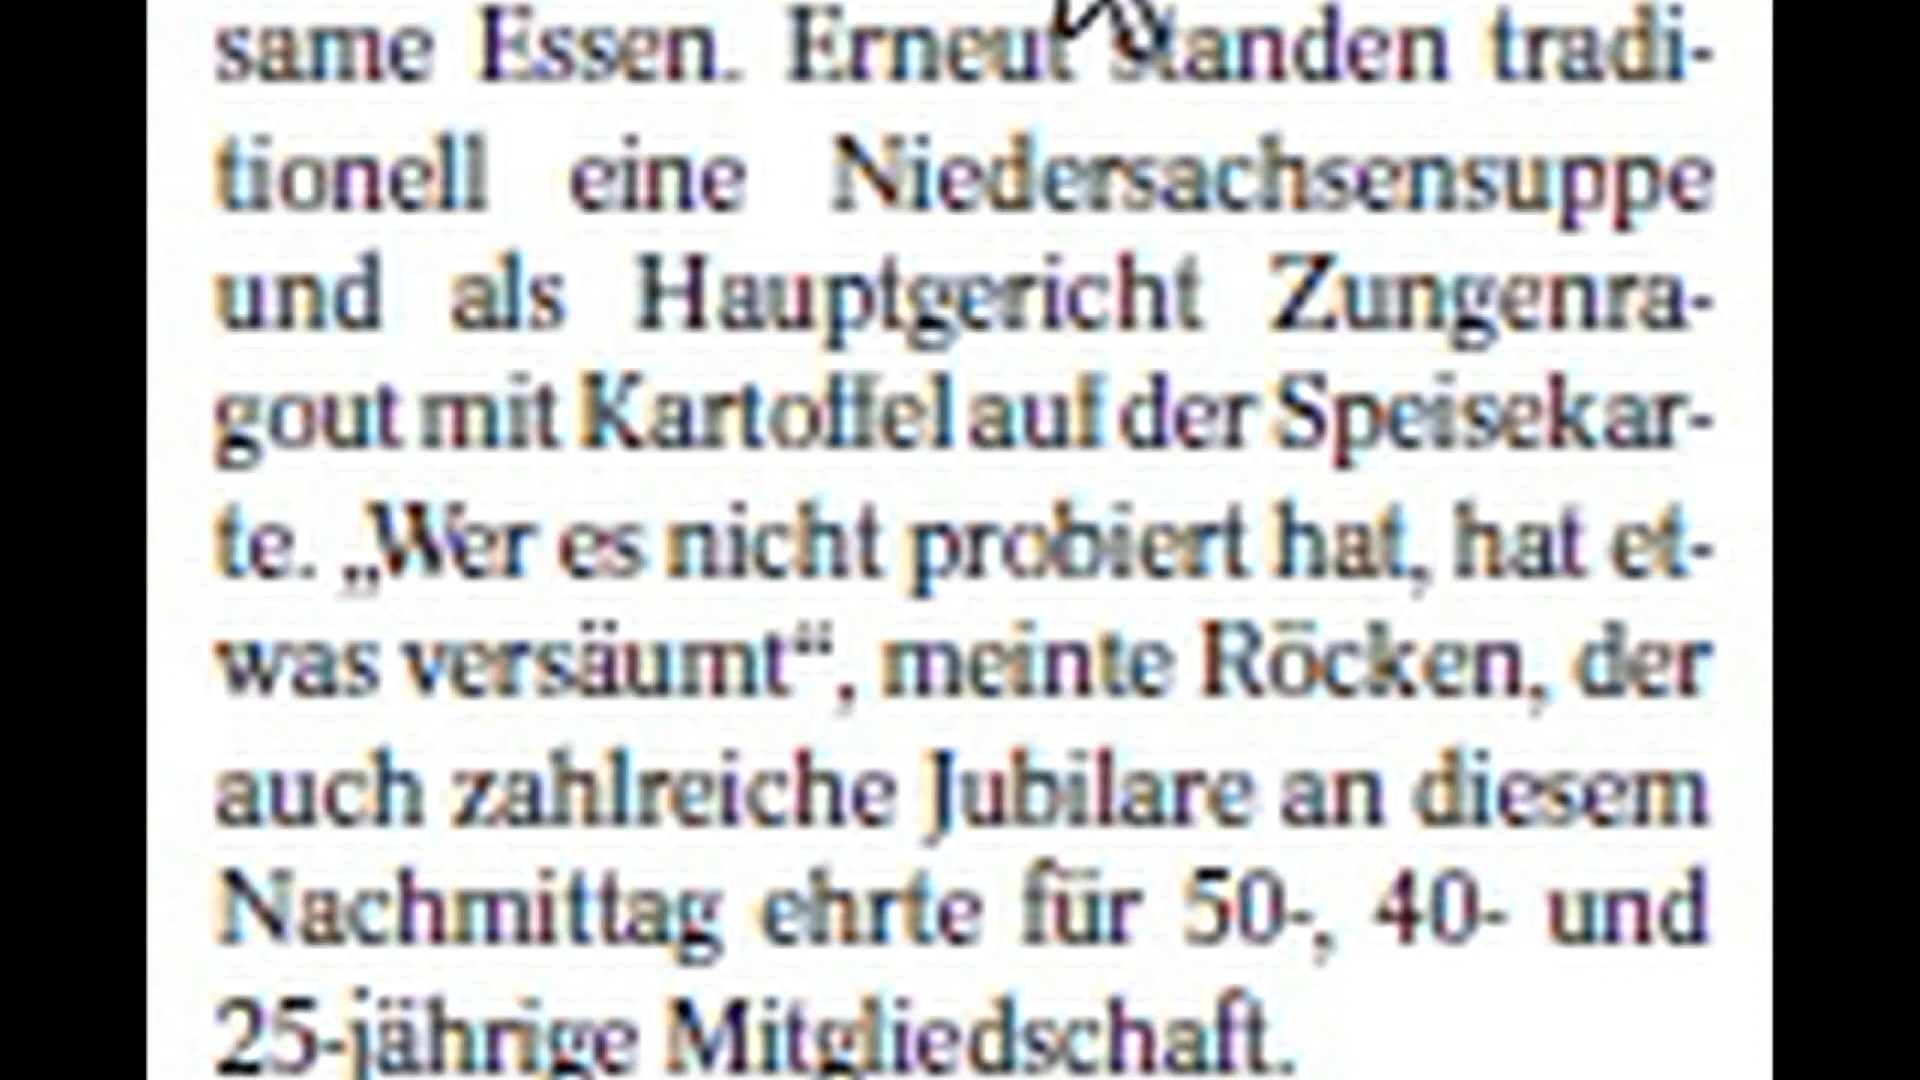 same Essen. Erneut standen tradi-
tionell eine Niedersachsensuppe
und als Hauptgericht Zungenra-
gout mit Kartoffel auf der Speisekar-
te. „Wer es nicht probiert hat, hat et-
was versäumt“, meinte Röcken, der
auch zahlreiche Jubilare an diesem
Nachmittag ehrte für 50-, 40- und
25-jährige Mitgliedschaft.